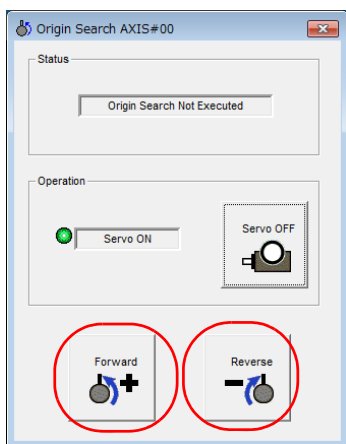 Origin Search AXIS#00
Status
Origin Search Not Executed
Operation
Servo ON
Servo OFF
Forward
+
Reverse
-